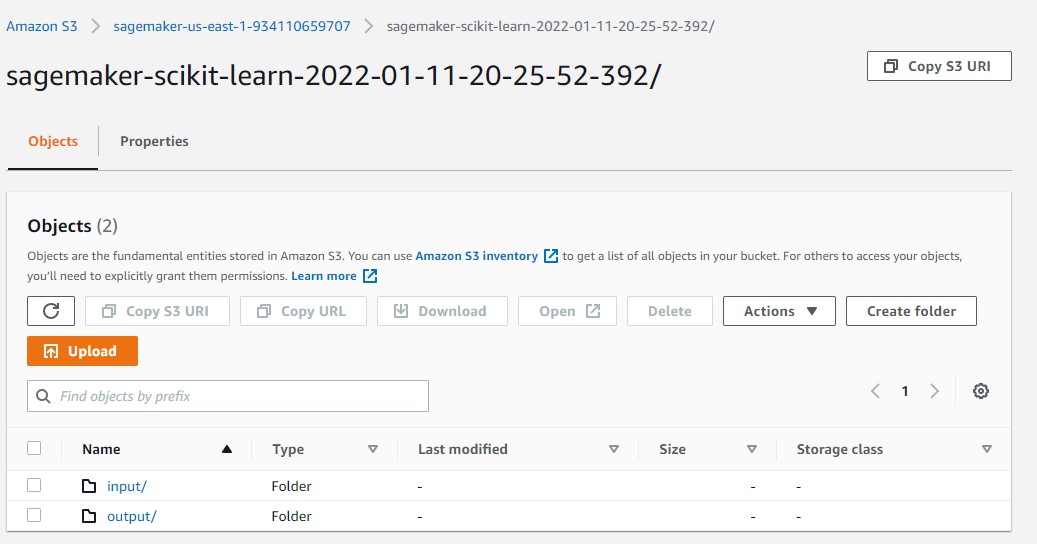 Amazon S3 > sagemaker-us-east-1-934110659707 > sagemaker-scikit-learn-2022-01-11-20-25-52-392/
sagemaker-scikit-learn-2022-01-11-20-25-52-392/
Copy S3 URI
Objects Properties
Objects (2)
Objects are the fundamental entities stored in Amazon S3. You can use Amazon S3 inventory to get a list of all objects in your bucket. For others to access your objects,
you'll need to explicitly grant them permissions. Learn more
Copy S3 URI Copy URL Download Open Delete Actions Create folder
Upload
Find objects by prefix
1
Name Type Last modified Size Storage class
input/ Folder - - -
output/ Folder - - -